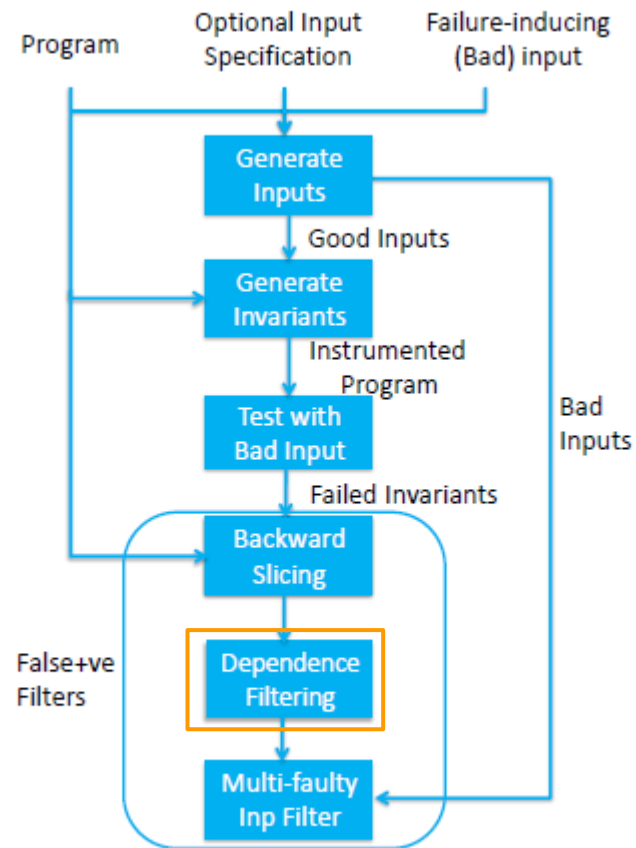 Program
Optional Input
Specification
Failure-inducing
(Bad) input
Generate
Inputs
Good Inputs
Generate
Invariants
Instrumented
Program
Test with
Bad Input
Bad
Inputs
Failed Invariants
Backward
Slicing
False+ve
Filters
Dependence
Filtering
Multi-faulty
Inp Filter